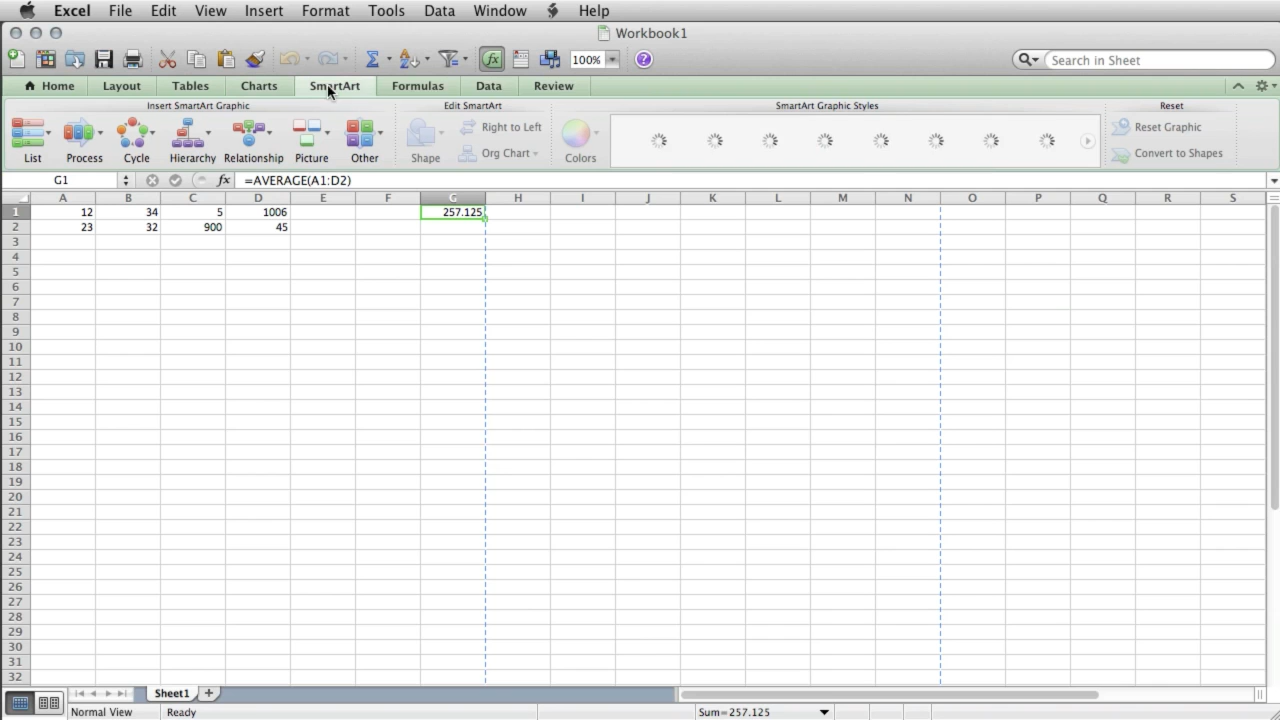 Excel File Edit View Insert Format Tools Data Window Help
Workbook1
100% ? Search in Sheet
Home Layout Tables Charts SmartArt Formulas Data Review
Insert SmartArt Graphic Edit SmartArt SmartArt Graphic Styles Reset
Right to Left Reset Graphic
Org Chart Convert to Shapes
List Process Cycle Hierarchy Relationship Picture Other Shape Colors
G1 fx =AVERAGE(A1:D2)
A B C D E F G H I J K L M N O P Q R S
1 12 34 5 1006 257.125
2 23 32 900 45
3
4
5
6
7
8
9
10
11
12
13
14
15
16
17
18
19
20
21
22
23
24
25
26
27
28
29
30
31
32
Sheet1
Normal View Ready Sum=257.125